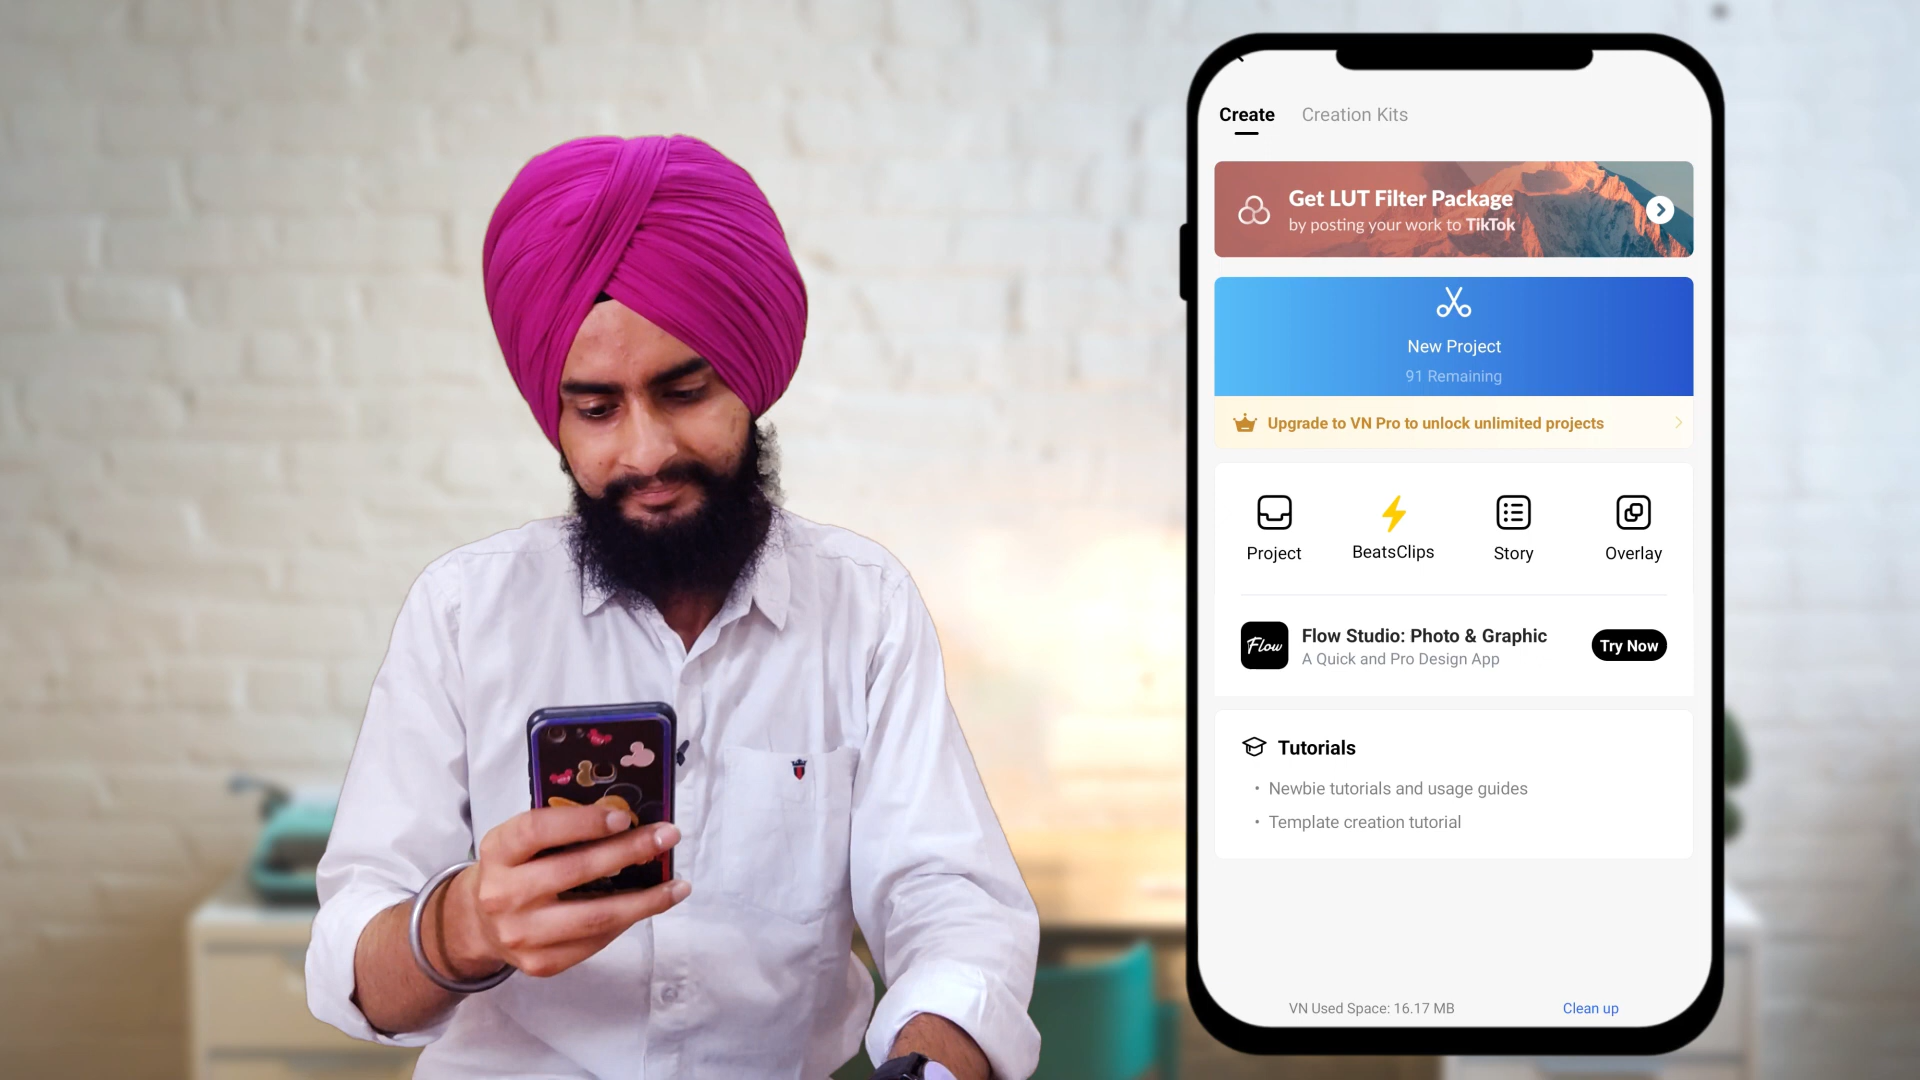 Create Creation Kits
Get LUT Filter Package
by posting your work to TikTok
New Project
91 Remaining
Upgrade to VN Pro to unlock unlimited projects
Project BeatsClips Story Overlay
Flow
Flow Studio: Photo & Graphic
A Quick and Pro Design App
Try Now
Tutorials
• Newbie tutorials and usage guides
• Template creation tutorial
VN Used Space: 16.17 MB Clean up